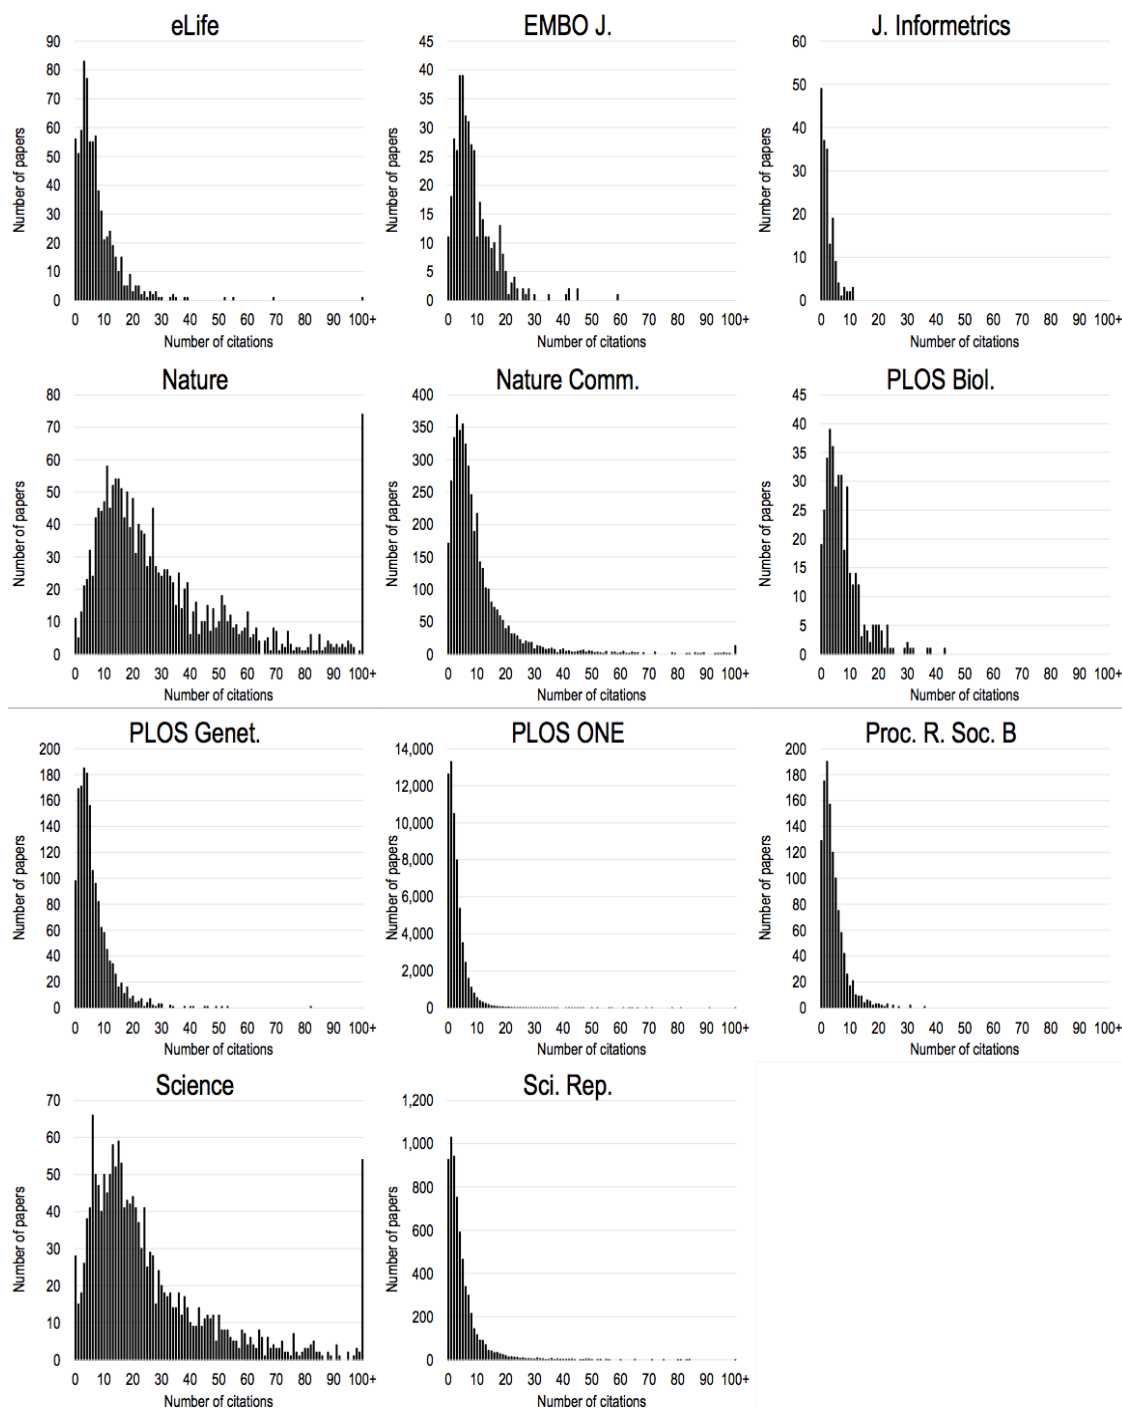 eLife
90
80
70
60
50
40
30
20
10
0
Number of papers
0 10 20 30 40 50 60 70 80 90 100+
Number of citations
EMBO J.
45
40
35
30
25
20
15
10
5
0
Number of papers
0 10 20 30 40 50 60 70 80 90 100+
Number of citations
J. Informetrics
60
50
40
30
20
10
0
Number of papers
0 10 20 30 40 50 60 70 80 90 100+
Number of citations
Nature
80
70
60
50
40
30
20
10
0
Number of papers
0 10 20 30 40 50 60 70 80 90 100+
Number of citations
Nature Comm.
400
350
300
250
200
150
100
50
0
Number of papers
0 10 20 30 40 50 60 70 80 90 100+
Number of citations
PLOS Biol.
45
40
35
30
25
20
15
10
5
0
Number of papers
0 10 20 30 40 50 60 70 80 90 100+
Number of citations
PLOS Genet.
200
180
160
140
120
100
80
60
40
20
0
Number of papers
0 10 20 30 40 50 60 70 80 90 100+
Number of citations
PLOS ONE
14,000
12,000
10,000
8,000
6,000
4,000
2,000
0
Number of papers
0 10 20 30 40 50 60 70 80 90 100+
Number of citations
Proc. R. Soc. B
200
180
160
140
120
100
80
60
40
20
0
Number of papers
0 10 20 30 40 50 60 70 80 90 100+
Number of citations
Science
70
60
50
40
30
20
10
0
Number of papers
0 10 20 30 40 50 60 70 80 90 100+
Number of citations
Sci. Rep.
1,200
1,000
800
600
400
200
0
Number of papers
0 10 20 30 40 50 60 70 80 90 100+
Number of citations